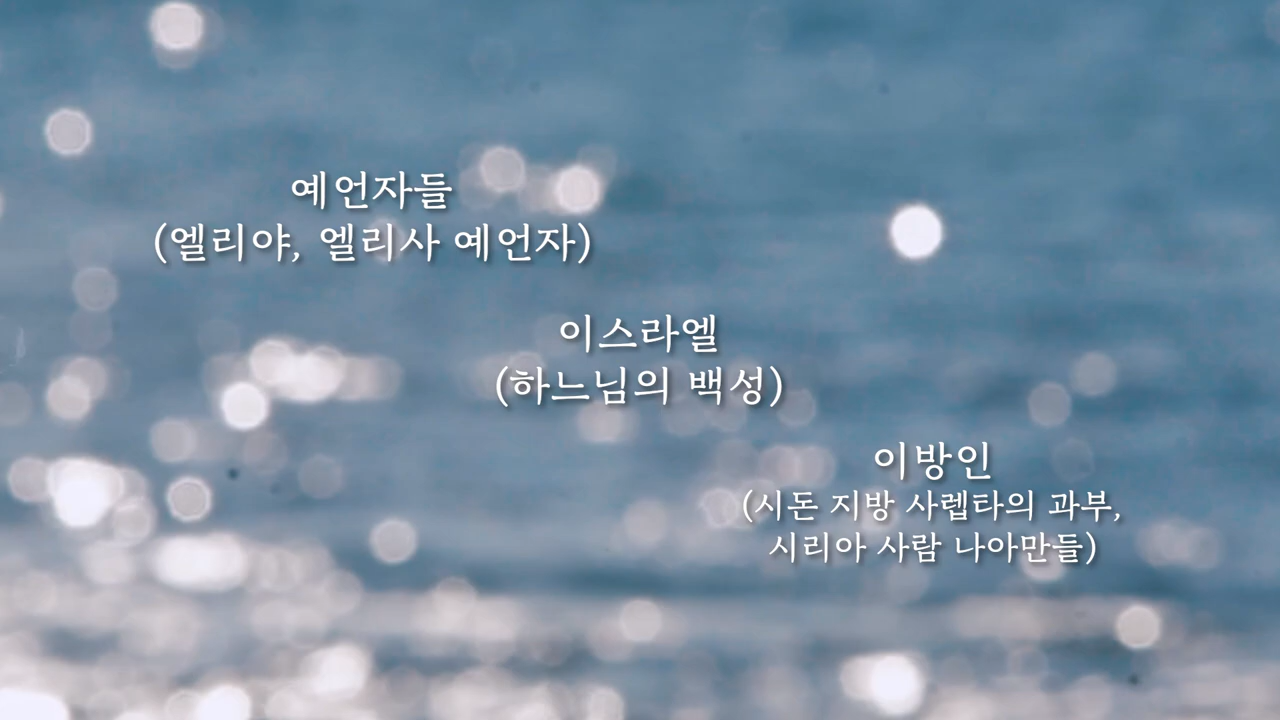 예언자들
(엘리야, 엘리사 예언자)
이스라엘
(하느님의 백성)
이방인
(시돈 지방 사렙타의 과부,
시리아 사람 나아만들)